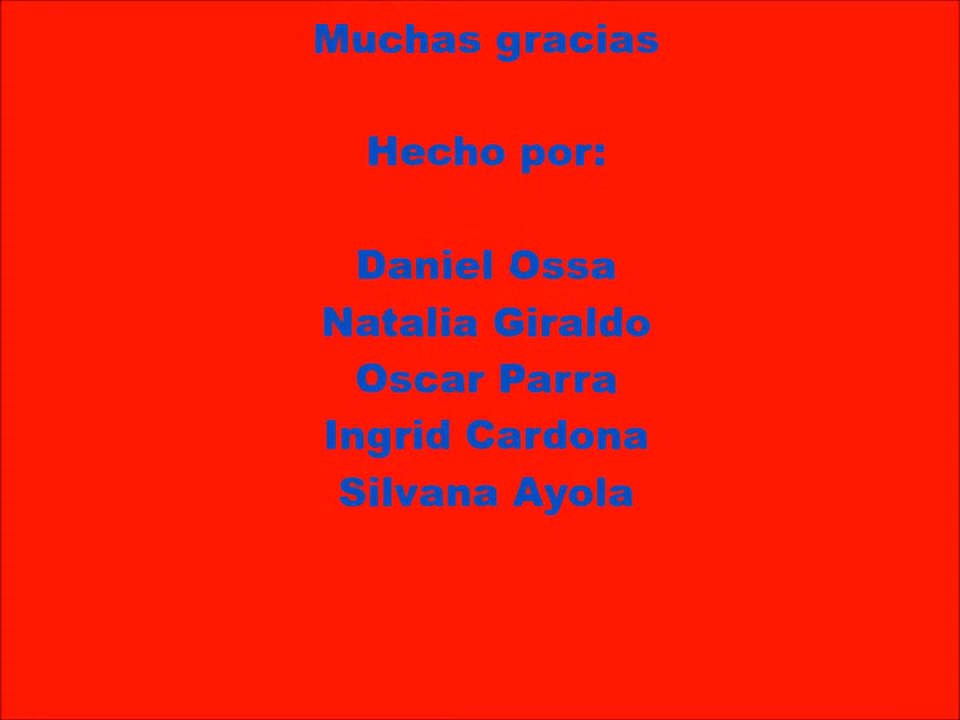 Muchas gracias
Hecho por:
Daniel Ossa
Natalia Giraldo
Oscar Parra
Ingrid Cardona
Silvana Ayola